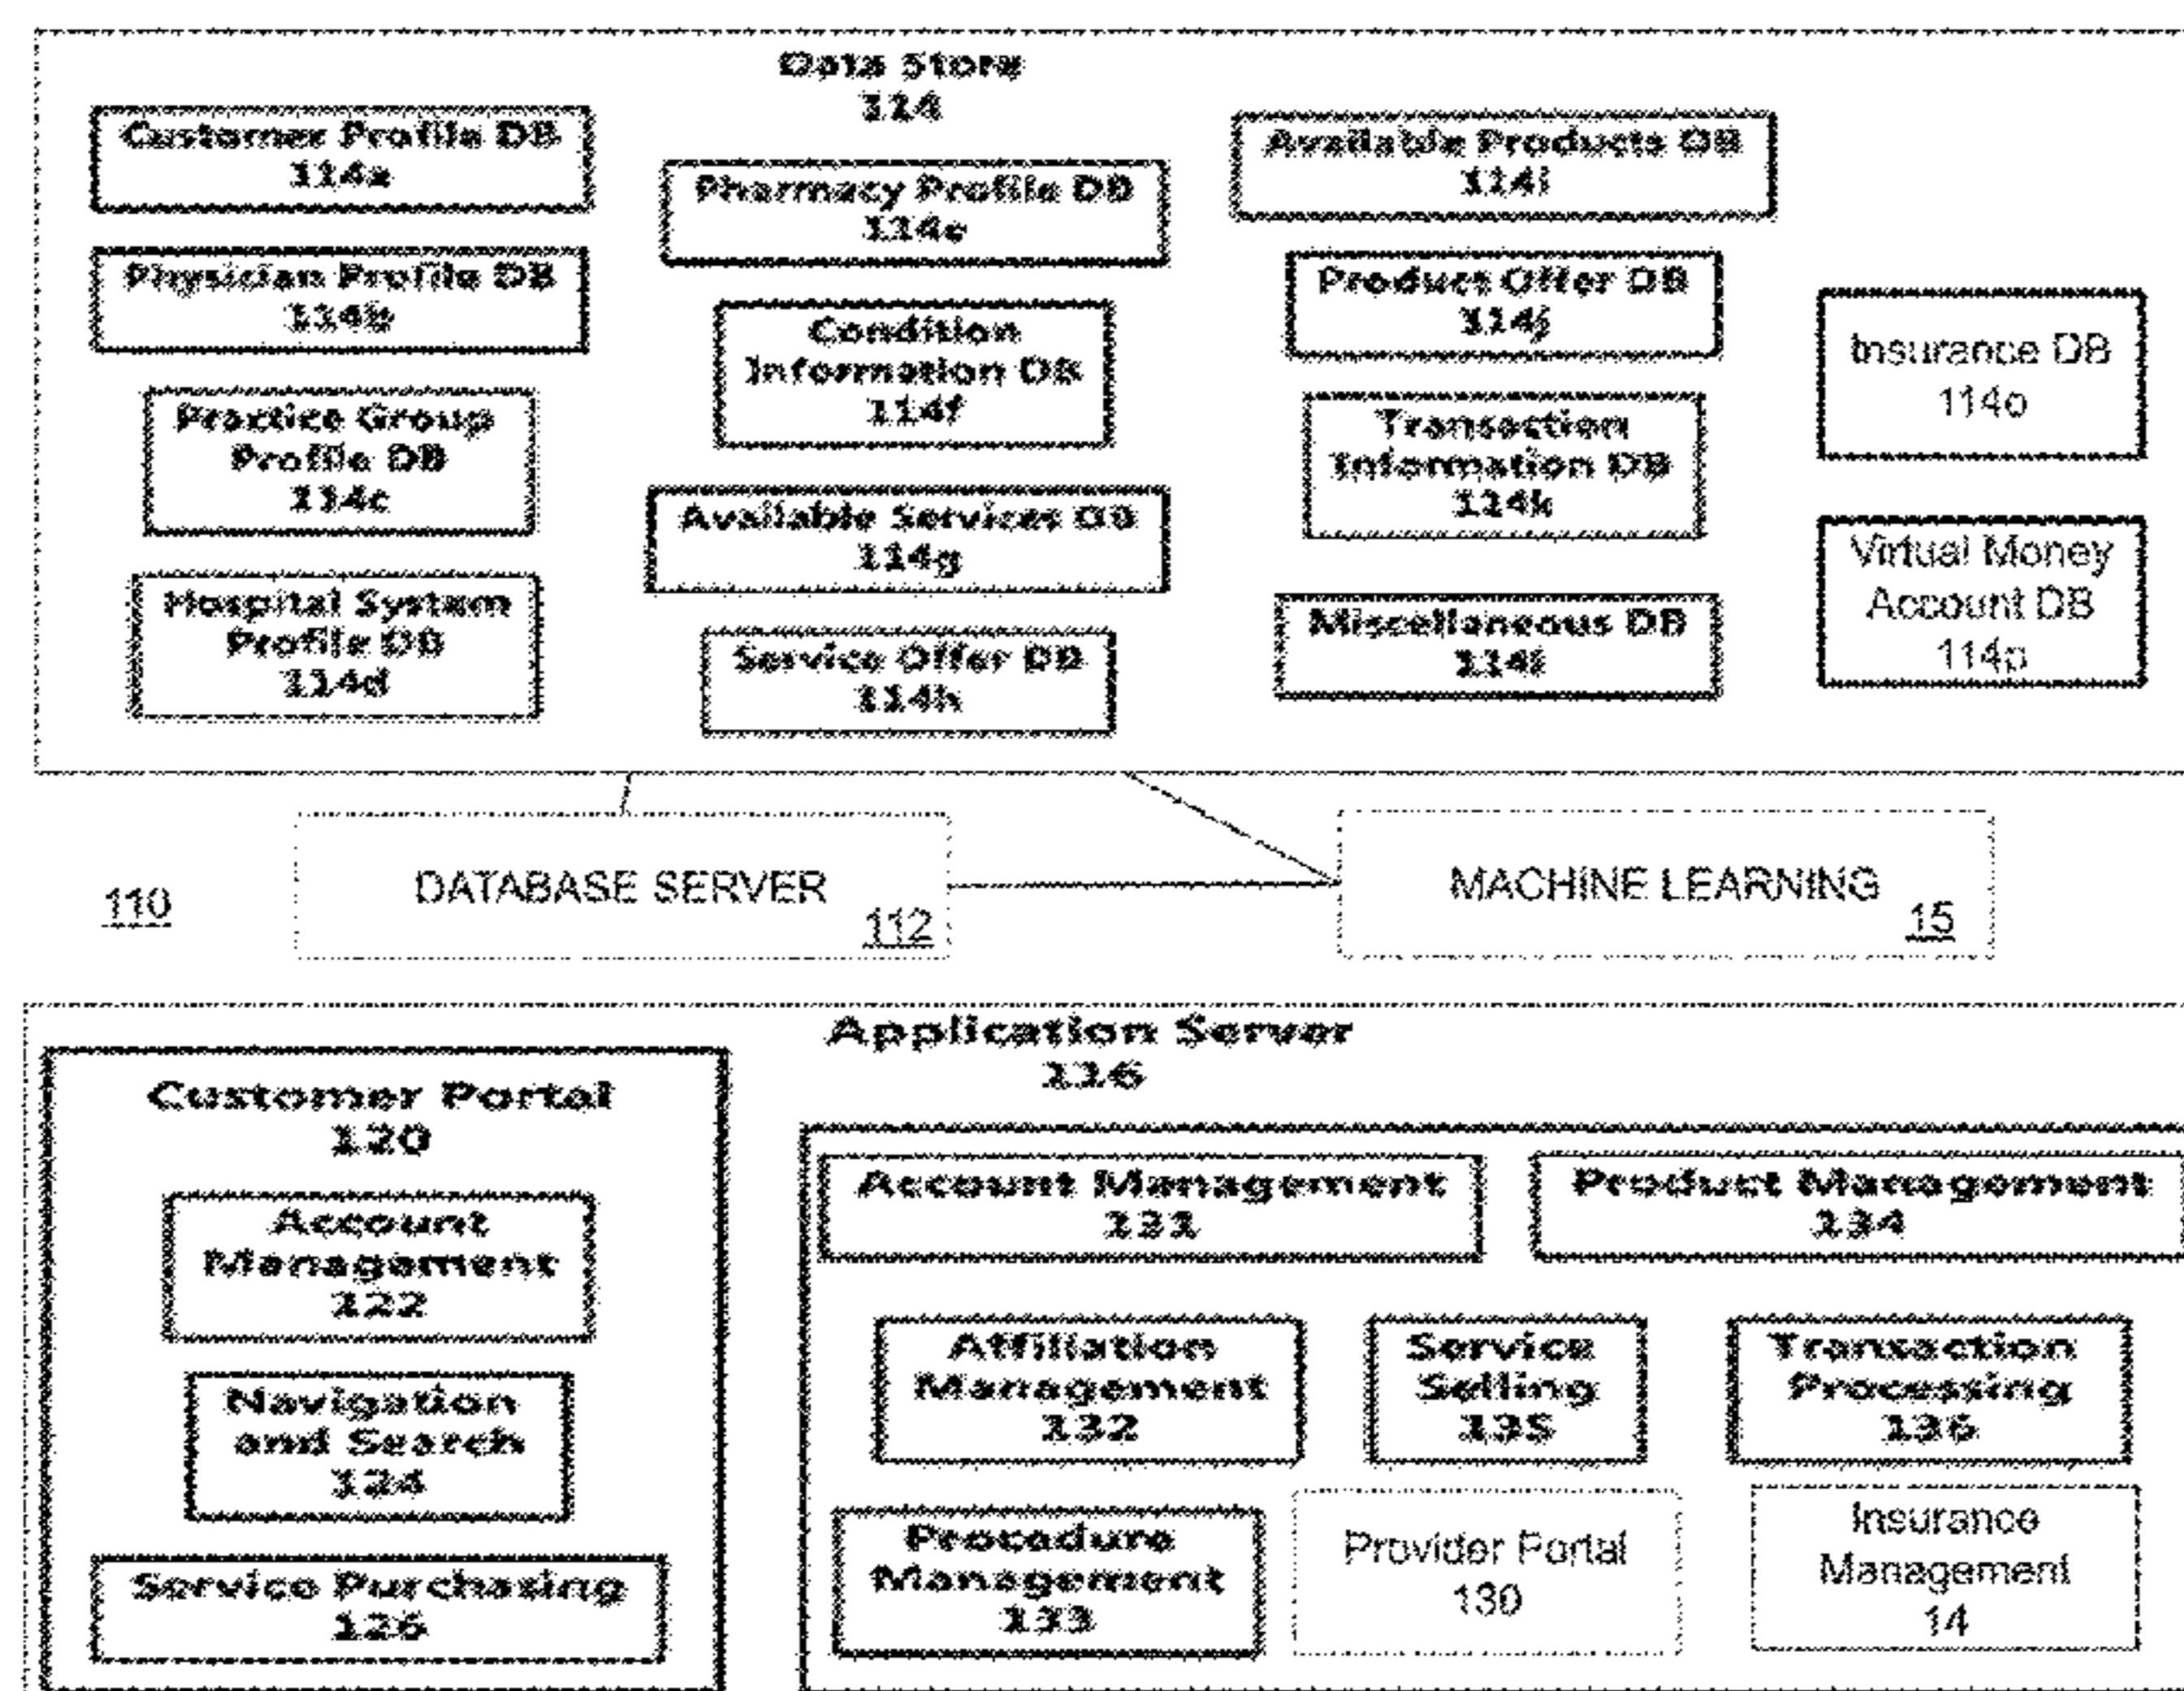 Data Store
114
Customer Profile DB
114a
Physician Profile DB
114b
Practice Group
Profile DB
114c
Hospital System
Profile DB
114d
Pharmacy Profile DB
114e
Condition
Information DB
114f
Available Services DB
114g
Service Offer DB
114h
Available Products DB
114i
Product Offer DB
114j
Transaction
Information DB
114k
Miscellaneous DB
114l
Insurance DB
114o
Virtual Money
Account DB
114p
110
DATABASE SERVER
112
MACHINE LEARNING
15
Application Server
116
Customer Portal
120
Account
Management
122
Navigation
and Search
124
Service Purchasing
126
Account Management
131
Product Management
134
Affiliation
Management
132
Service
Selling
135
Transaction
Processing
136
Procedure
Management
133
Provider Portal
130
Insurance
Management
14